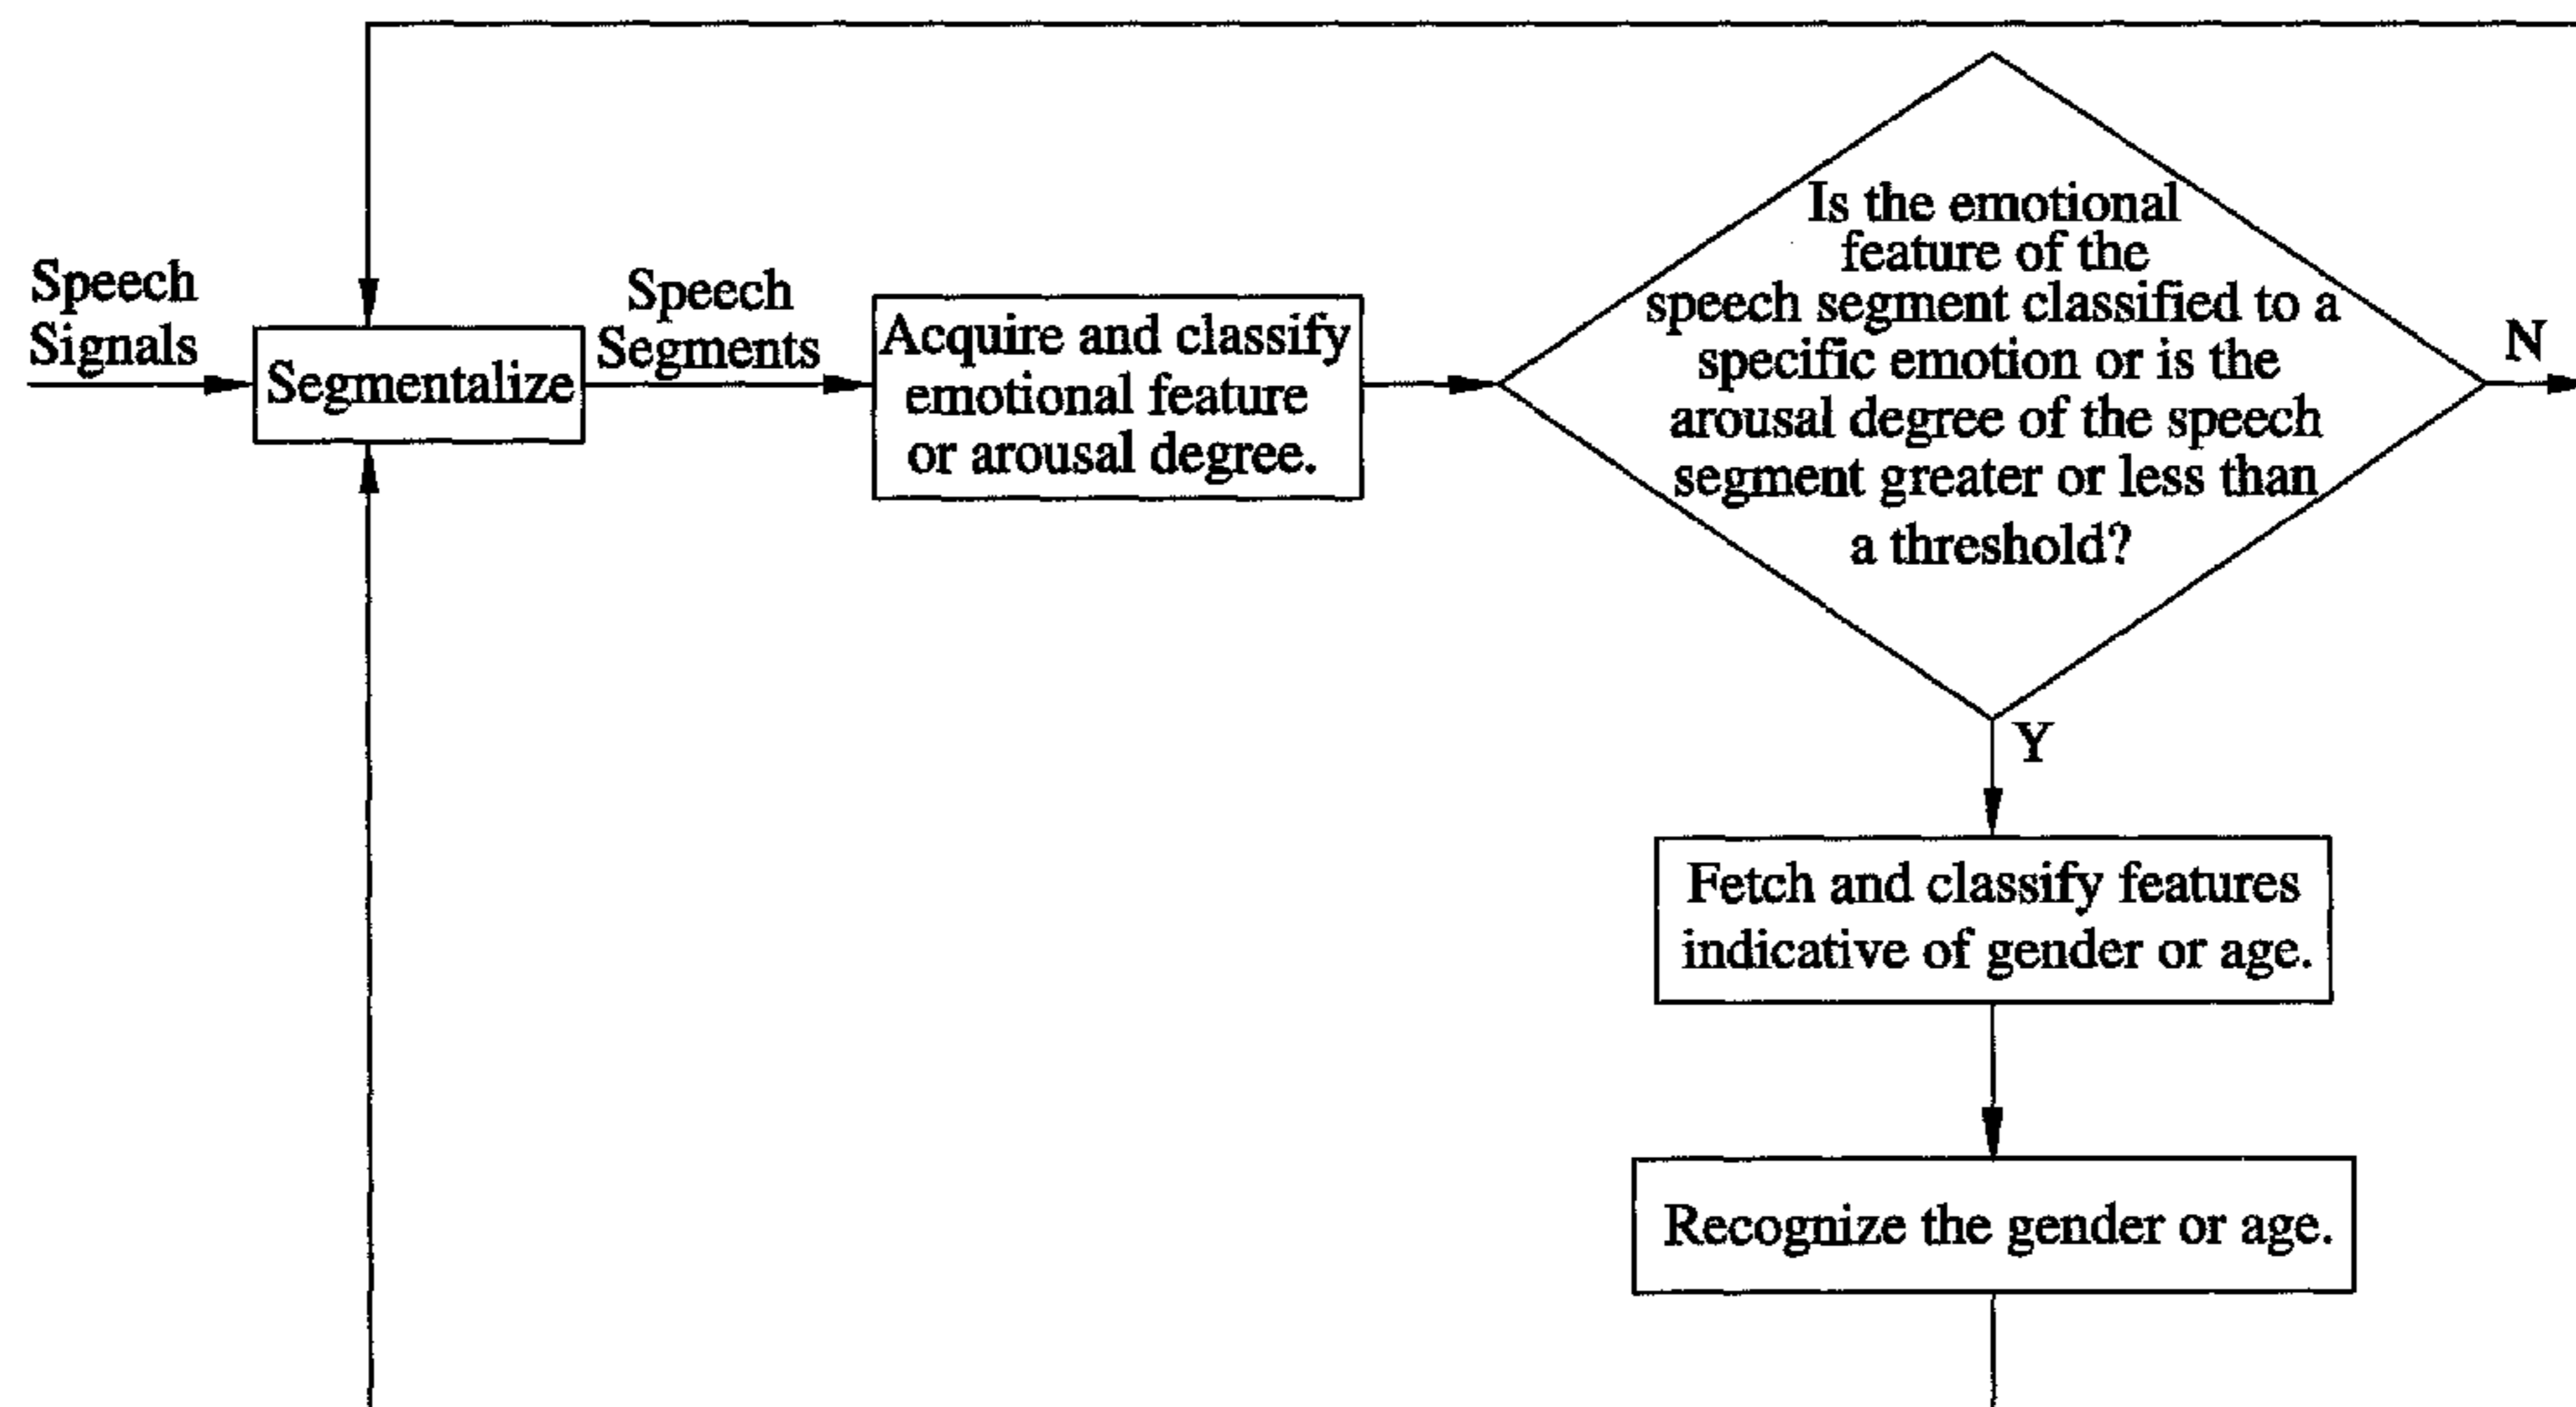 Speech
Signals
Segmentalize
Speech
Segments
Acquire and classify
emotional feature
or arousal degree.
Is the emotional
feature of the
speech segment classified to a
specific emotion or is the
arousal degree of the speech
segment greater or less than
a threshold?
N
Y
Fetch and classify features
indicative of gender or age.
Recognize the gender or age.